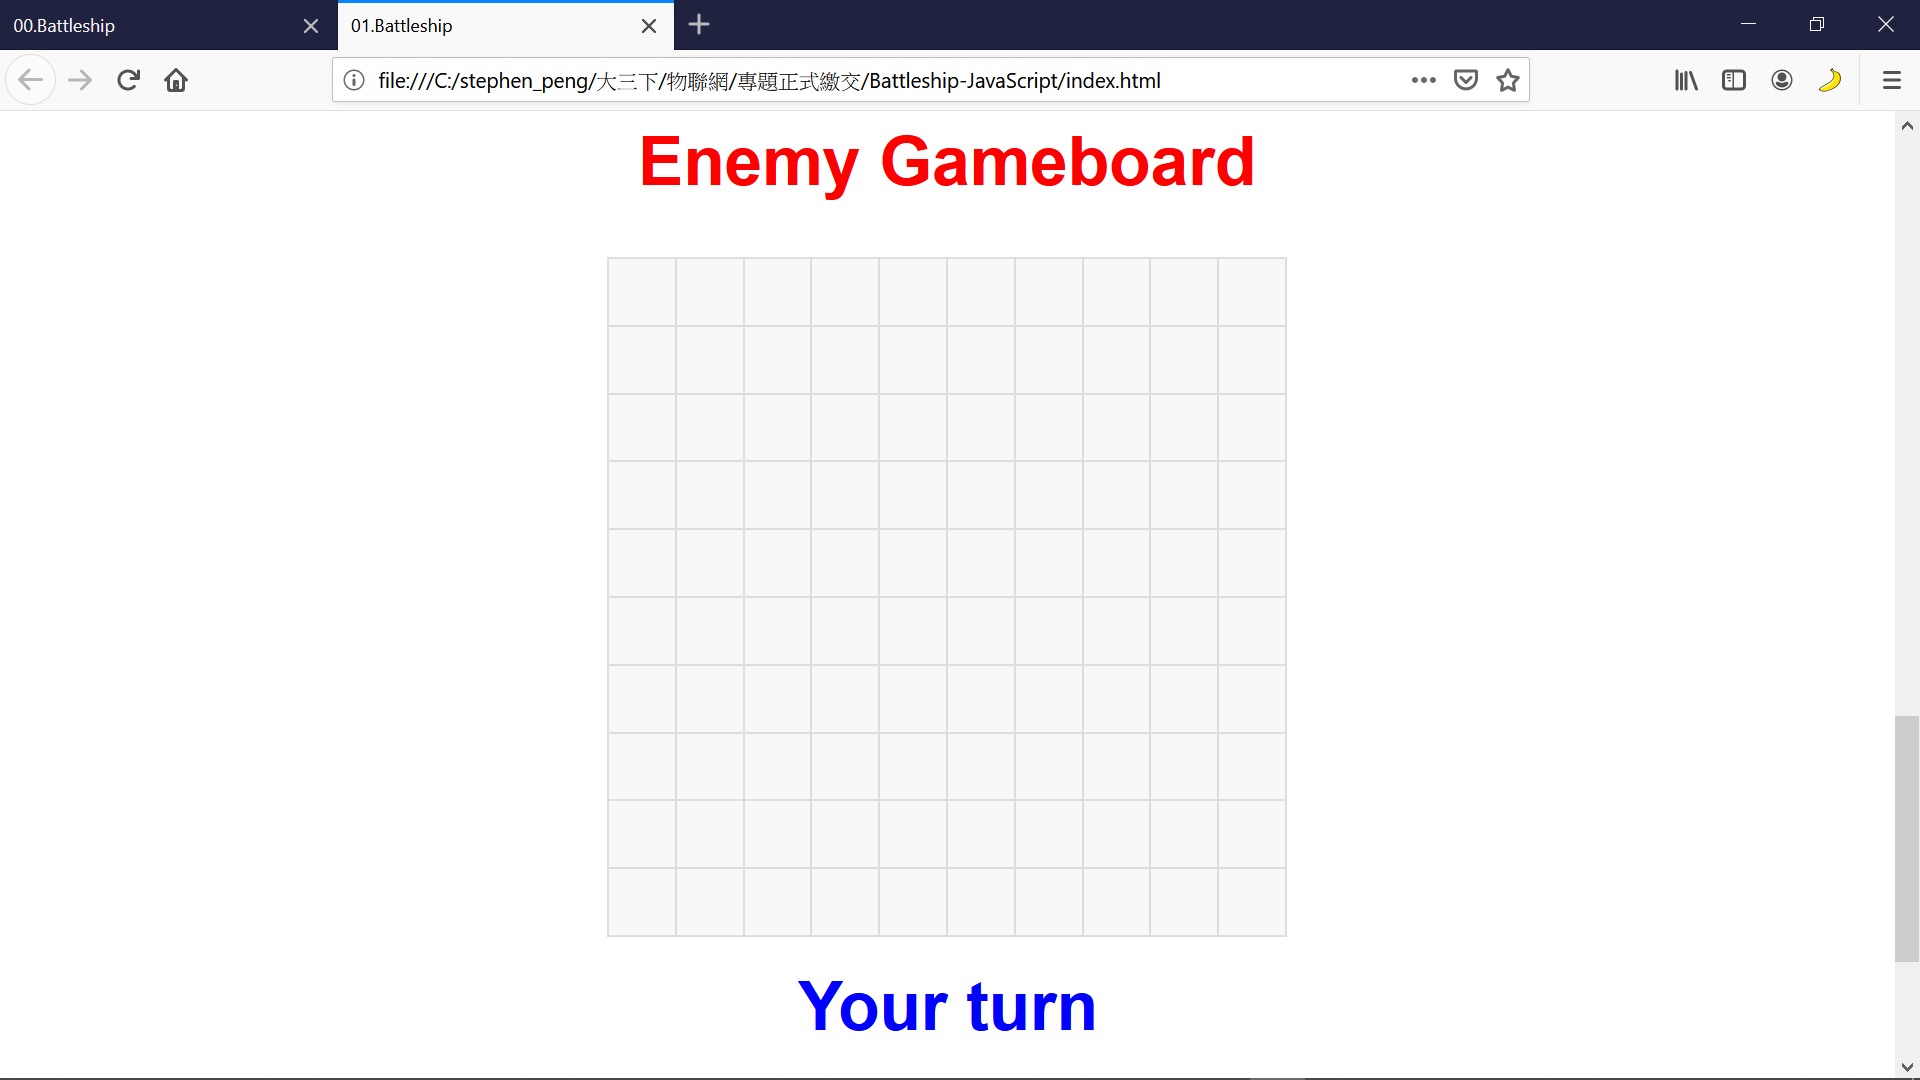 00.Battleship
01.Battleship
file:///C:/stephen_peng/大三下/物聯網/專題正式繳交/Battleship-JavaScript/index.html
Enemy Gameboard
Your turn